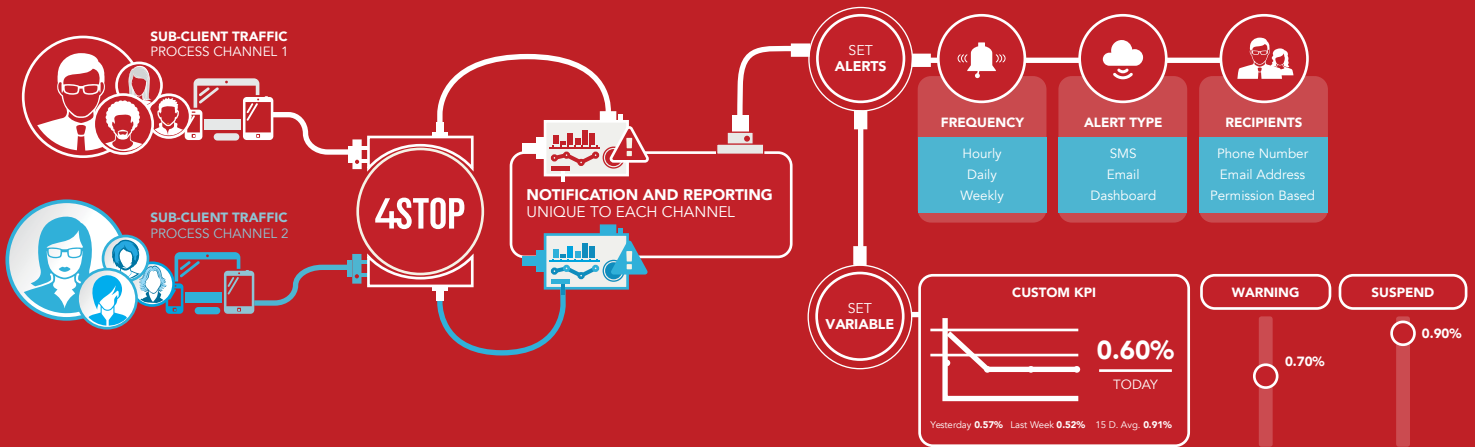 SUB-CLIENT TRAFFIC
PROCESS CHANNEL 1
SUB-CLIENT TRAFFIC
PROCESS CHANNEL 2
4STOP
NOTIFICATION AND REPORTING
UNIQUE TO EACH CHANNEL
SET
ALERTS
FREQUENCY
Hourly
Daily
Weekly
ALERT TYPE
SMS
Email
Dashboard
RECIPIENTS
Phone Number
Email Address
Permission Based
SET
VARIABLE
CUSTOM KPI
0.60%
TODAY
Yesterday 0.57% Last Week 0.52% 15 D. Avg. 0.91%
WARNING
0.70%
SUSPEND
0.90%